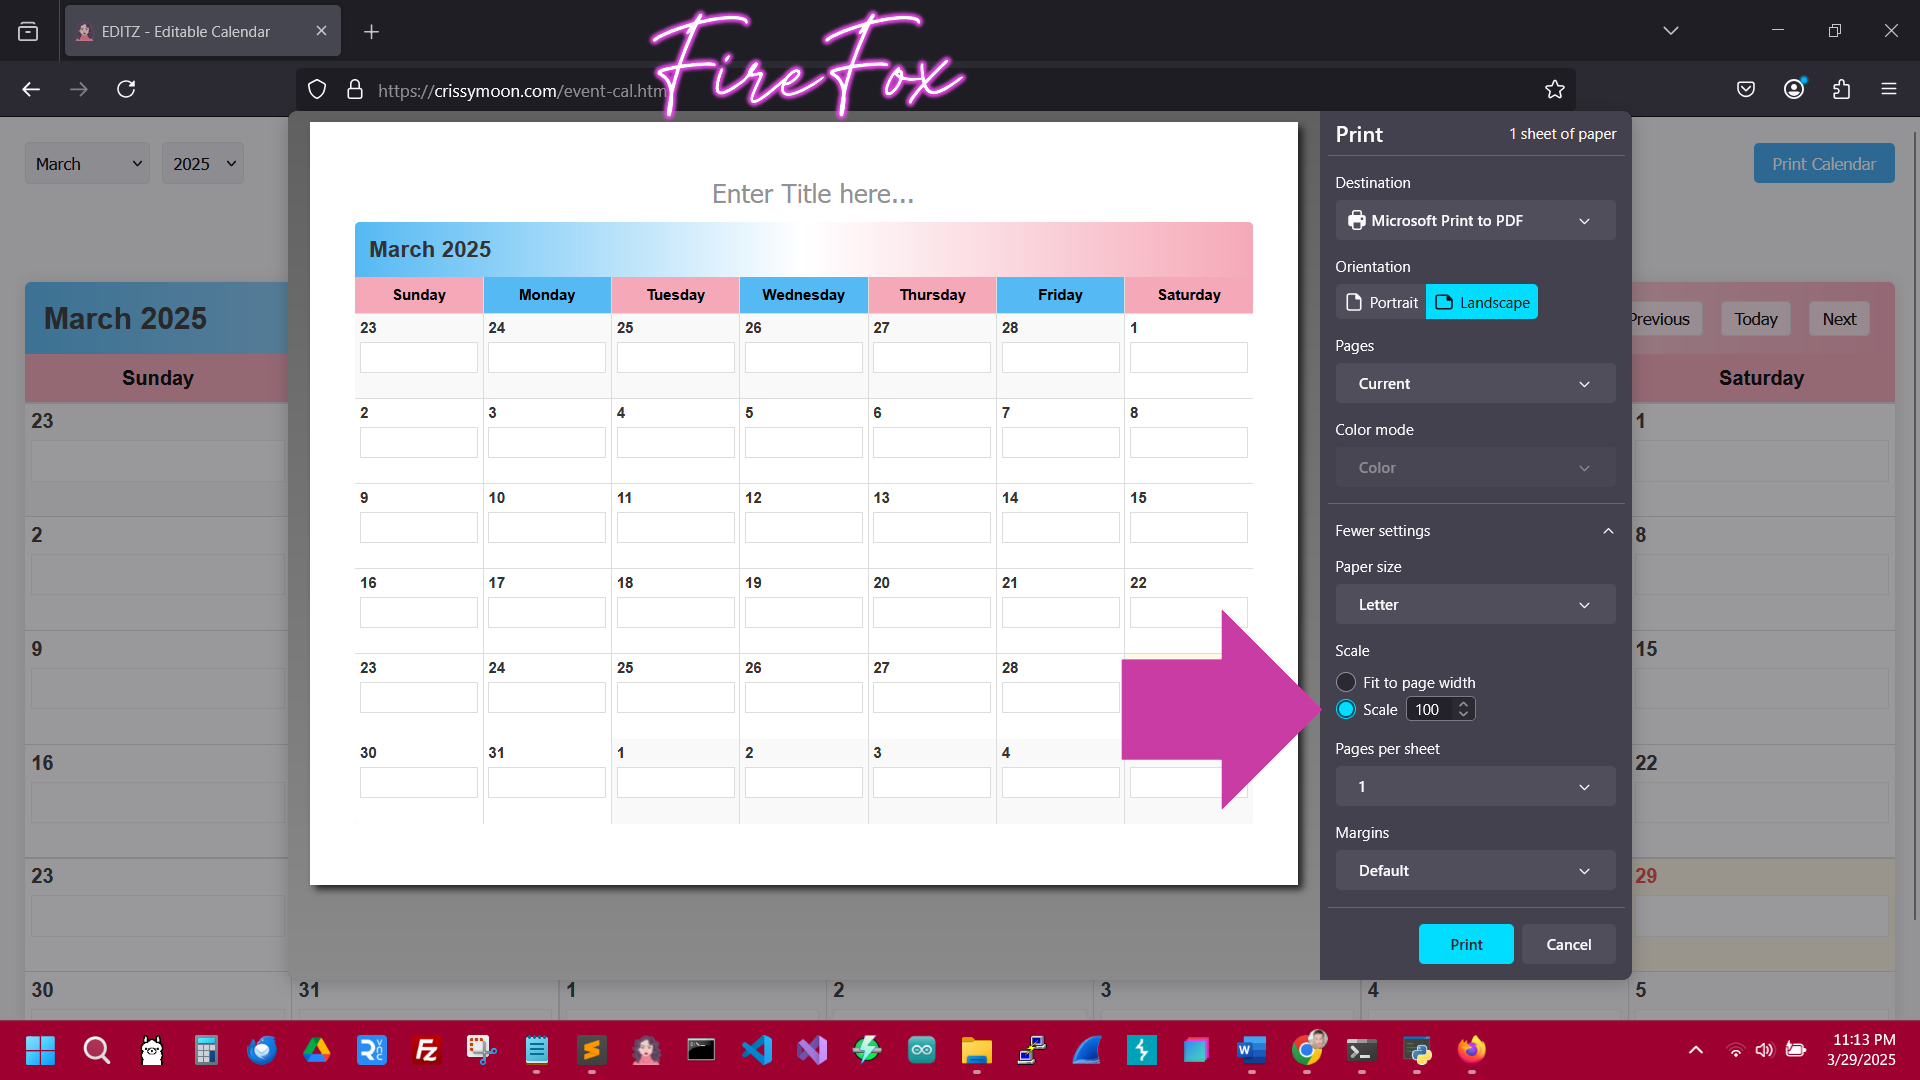 EDITZ - Editable Calendar
FireFox
https://crissymoon.com/event-cal.htm
March 2025
Print Calendar
March 2025
Previous Today Next
Sunday Saturday
23 1
2 8
9 15
16 22
23 29
30 31 1 2 3 4 5
Enter Title here...
March 2025
Sunday Monday Tuesday Wednesday Thursday Friday Saturday
23 24 25 26 27 28 1
2 3 4 5 6 7 8
9 10 11 12 13 14 15
16 17 18 19 20 21 22
23 24 25 26 27 28
30 31 1 2 3 4
Print 1 sheet of paper
Destination
Microsoft Print to PDF
Orientation
Portrait Landscape
Pages
Current
Color mode
Color
Fewer settings
Paper size
Letter
Scale
Fit to page width
Scale 100
Pages per sheet
1
Margins
Default
Print Cancel
11:13 PM
3/29/2025